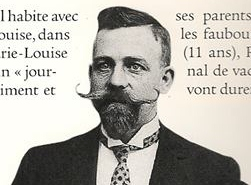 l habite avec ses parents
ouise, dans les faubou
rie-Louise (11 ans), F
n « jour- nal de vac
iment et vont dure